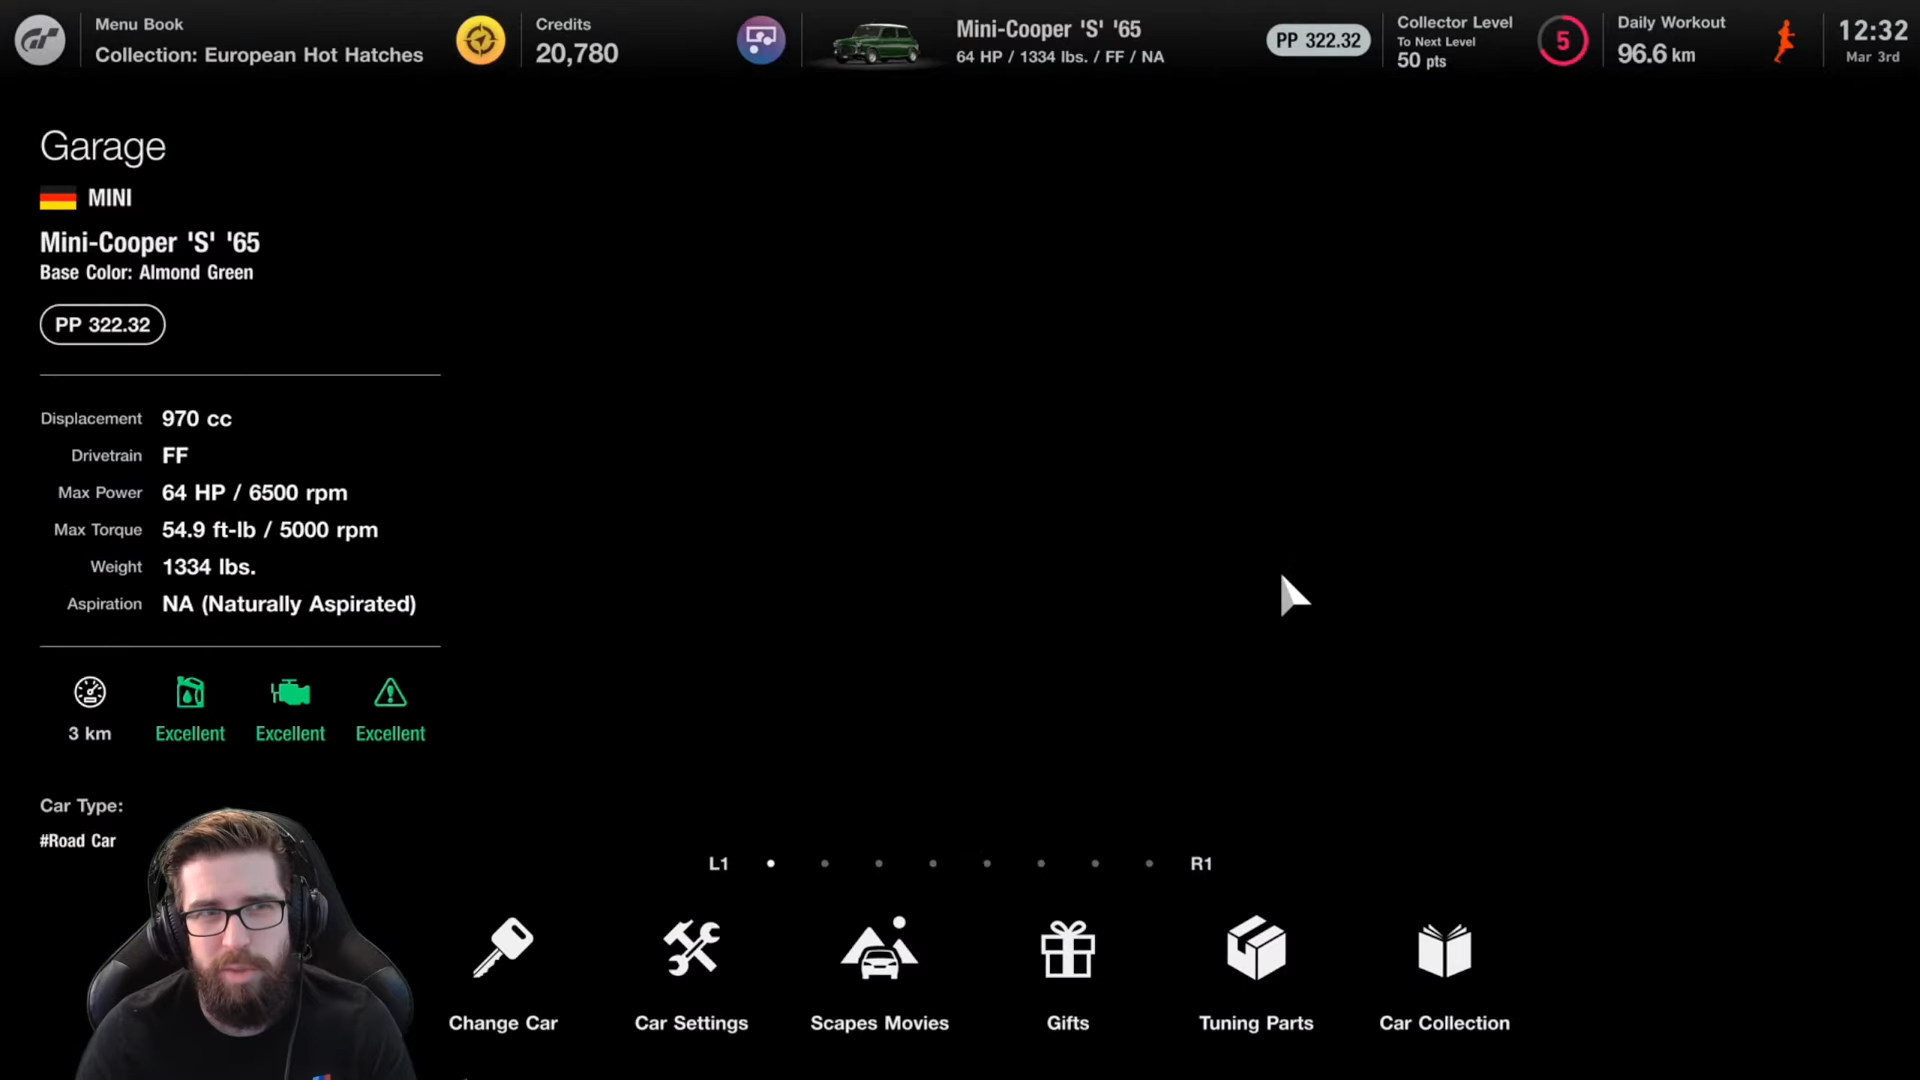 Menu Book
Collection: European Hot Hatches
Credits
20,780
Mini-Cooper 'S' '65
64 HP / 1334 lbs. / FF / NA
PP 322.32
Collector Level
To Next Level
50 pts
5
Daily Workout
96.6 km
12:32
Mar 3rd
Garage
MINI
Mini-Cooper 'S' '65
Base Color: Almond Green
PP 322.32
Displacement 970 cc
Drivetrain FF
Max Power 64 HP / 6500 rpm
Max Torque 54.9 ft-lb / 5000 rpm
Weight 1334 lbs.
Aspiration NA (Naturally Aspirated)
3 km Excellent Excellent Excellent
Car Type:
#Road Car
L1 R1
Change Car Car Settings Scapes Movies Gifts Tuning Parts Car Collection